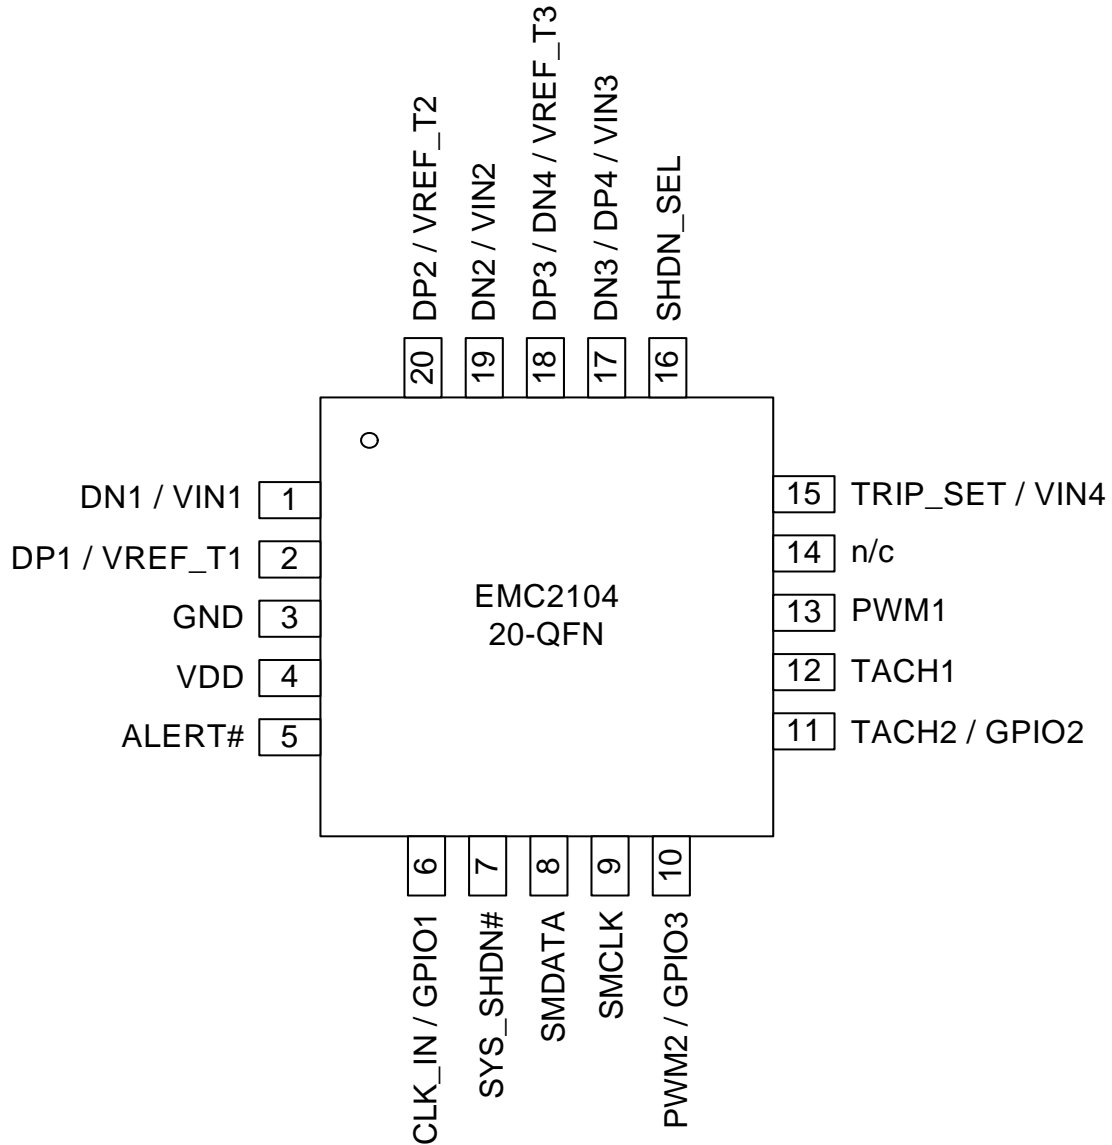 DP2 / VREF_T2
DN2 / VIN2
DP3 / DN4 / VREF_T3
DN3 / DP4 / VIN3
SHDN_SEL
20
19
18
17
16
DN1 / VIN1
1
DP1 / VREF_T1
2
GND
3
VDD
4
ALERT#
5
EMC2104
20-QFN
15
TRIP_SET / VIN4
14
n/c
13
PWM1
12
TACH1
11
TACH2 / GPIO2
6
7
8
9
10
CLK_IN / GPIO1
SYS_SHDN#
SMDATA
SMCLK
PWM2 / GPIO3